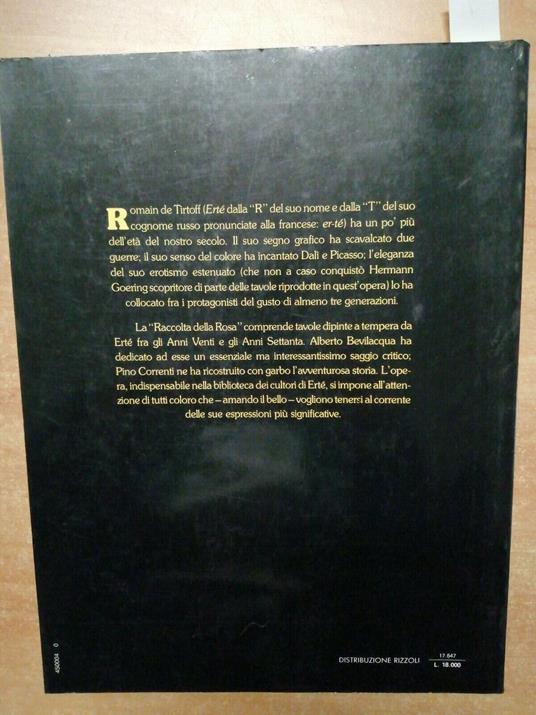 Romain de Tirtoff (Erté dalla "R" del suo nome e dalla "T" del suo
cognome russo pronunciate alla francese: er-té) ha un po' più
dell'età del nostro secolo. Il suo segno grafico ha scavalcato due
guerre; il suo senso del colore ha incantato Dalì e Picasso; l'eleganza
del suo erotismo estenuato (che non a caso conquistò Hermann
Goering scopritore di parte delle tavole riprodotte in quest'opera) lo ha
collocato fra i protagonisti del gusto di almeno tre generazioni.
La "Raccolta della Rosa" comprende tavole dipinte a tempera da
Erté fra gli Anni Venti e gli Anni Settanta. Alberto Bevilacqua ha
dedicato ad esse un essenziale ma interessantissimo saggio critico;
Pino Correnti ne ha ricostruito con garbo l'avventurosa storia. L'ope-
ra, indispensabile nella biblioteca dei cultori di Erté, si impone all'atten-
zione di tutti coloro che – amando il bello – vogliono tenersi al corrente
delle sue espressioni più significative.
450004 0
DISTRIBUZIONE RIZZOLI
17.647
L. 18.000